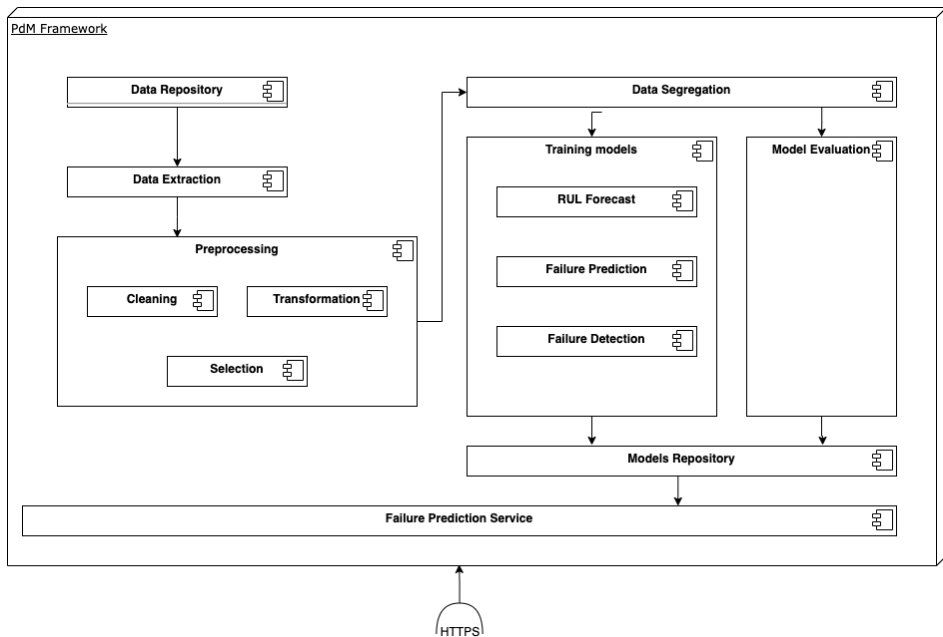 PdM Framework
Data Repository
Data Extraction
Preprocessing
Cleaning
Transformation
Selection
Data Segregation
Training models
RUL Forecast
Failure Prediction
Failure Detection
Model Evaluation
Models Repository
Failure Prediction Service
HTTPS